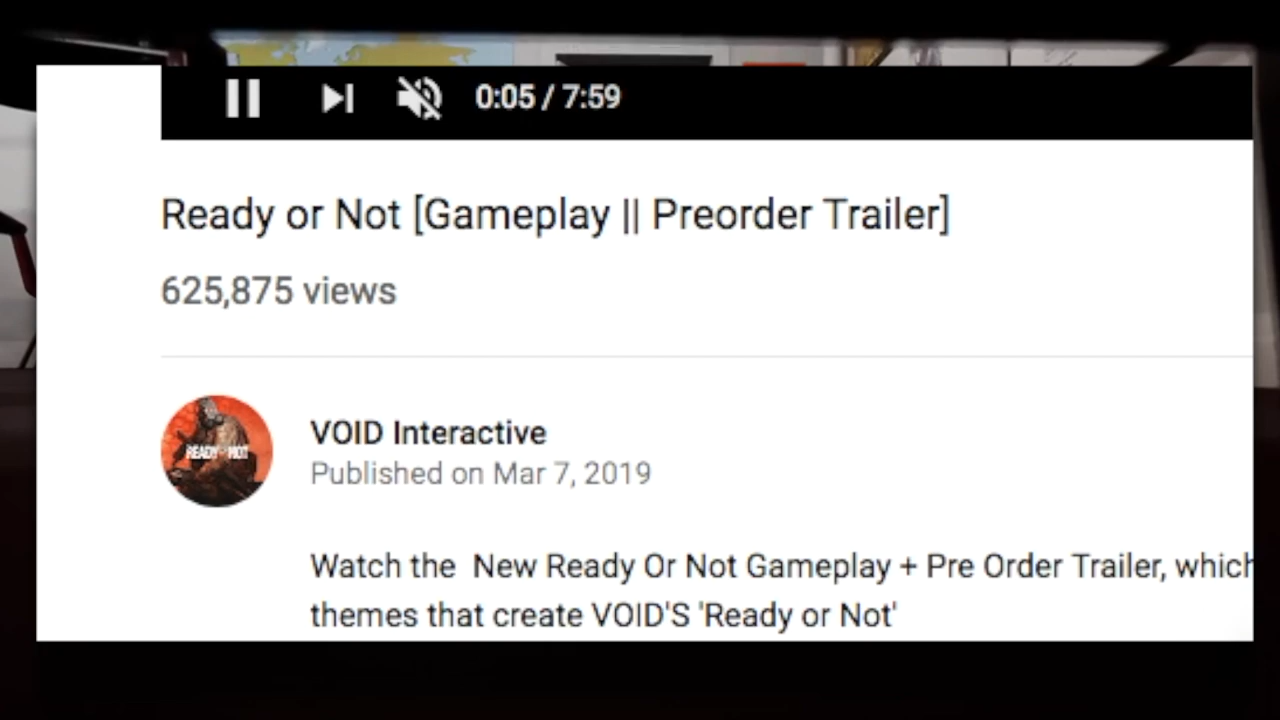 0:05 / 7:59
Ready or Not [Gameplay || Preorder Trailer]
625,875 views
READY OR NOT
VOID Interactive
Published on Mar 7, 2019
Watch the  New Ready Or Not Gameplay + Pre Order Trailer, which
themes that create VOID'S 'Ready or Not'